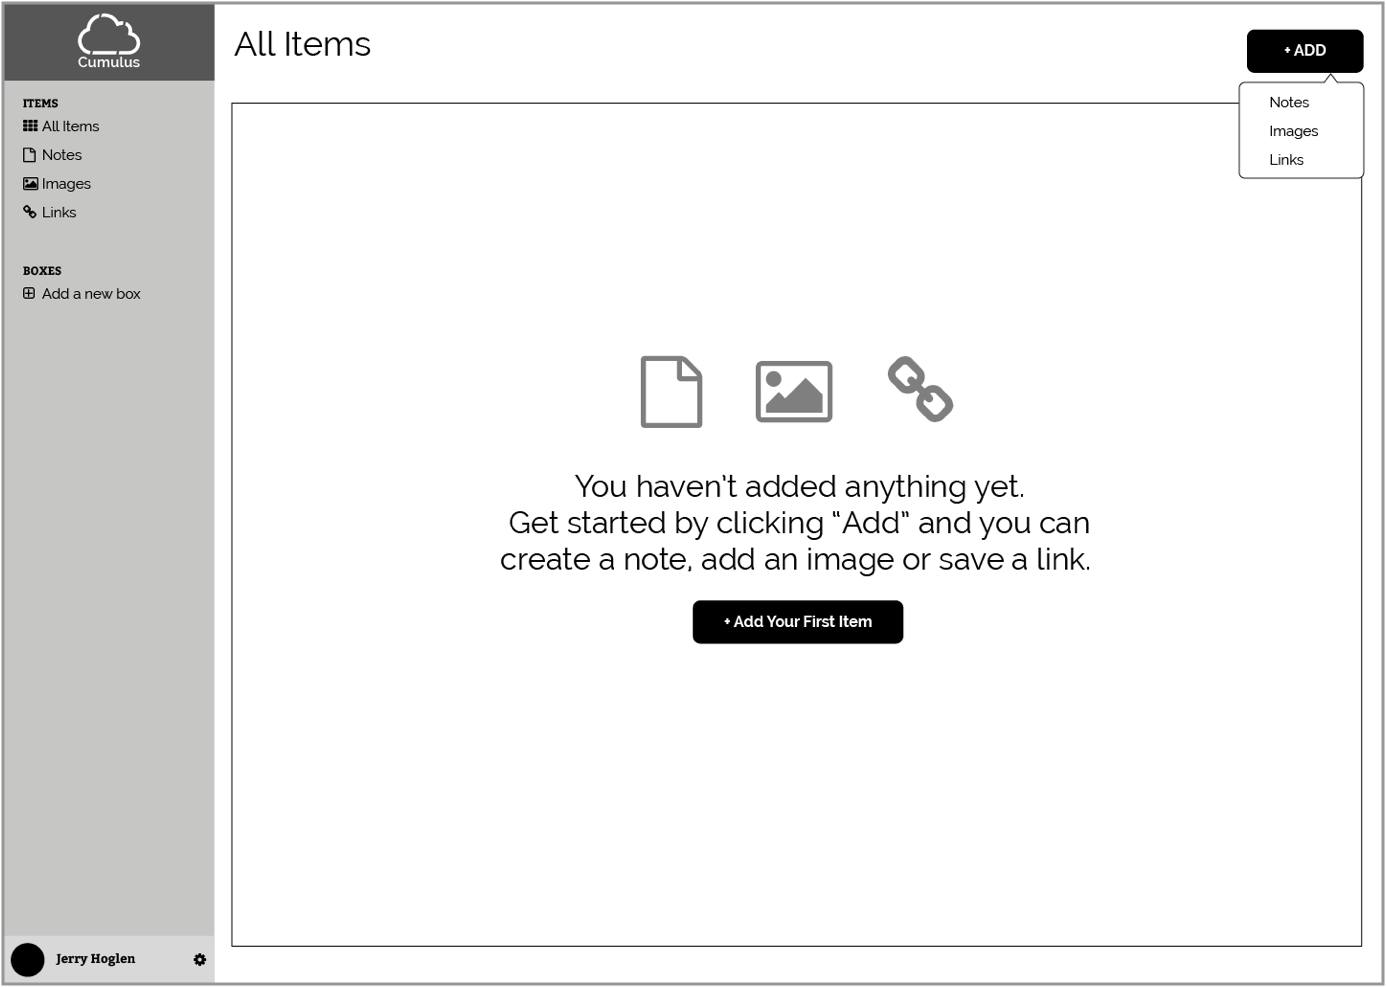 Cumulus
ITEMS
All Items
Notes
Images
Links
BOXES
Add a new box
Jerry Hoglen
All Items
+ ADD
Notes
Images
Links
You haven't added anything yet.
Get started by clicking “Add” and you can
create a note, add an image or save a link.
+ Add Your First Item